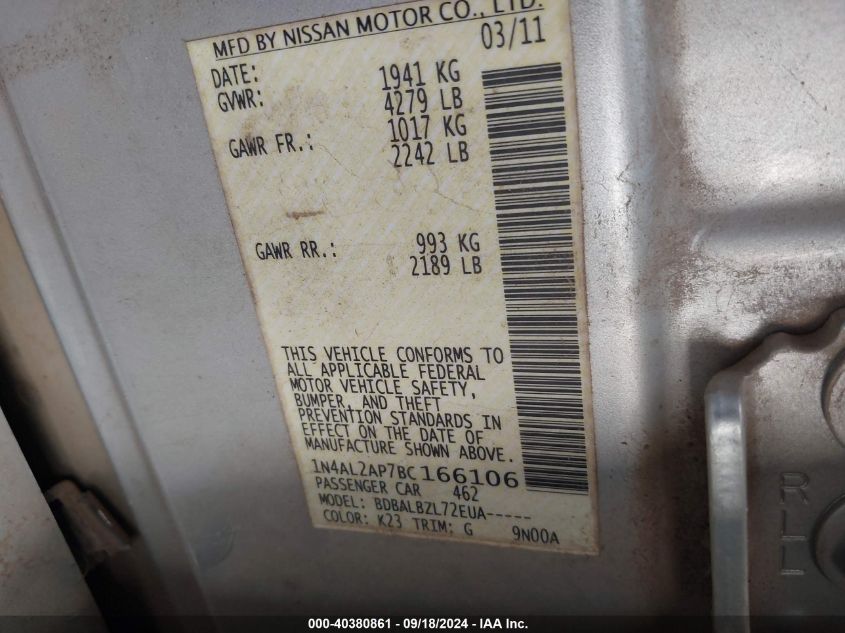 MFD BY NISSAN MOTOR CO., LTD.
DATE: 03/11
GVWR: 1941 KG
4279 LB
GAWR FR.: 1017 KG
2242 LB
GAWR RR.: 993 KG
2189 LB
THIS VEHICLE CONFORMS TO
ALL APPLICABLE FEDERAL
MOTOR VEHICLE SAFETY,
BUMPER, AND THEFT
PREVENTION STANDARDS IN
EFFECT ON THE DATE OF
MANUFACTURE SHOWN ABOVE.
1N4AL2AP7BC166106
PASSENGER CAR 462
MODEL: BDBALBZL72EUA-----
COLOR: K23 TRIM: G 9N00A
RLL
000-40380861 - 09/18/2024 - IAA Inc.